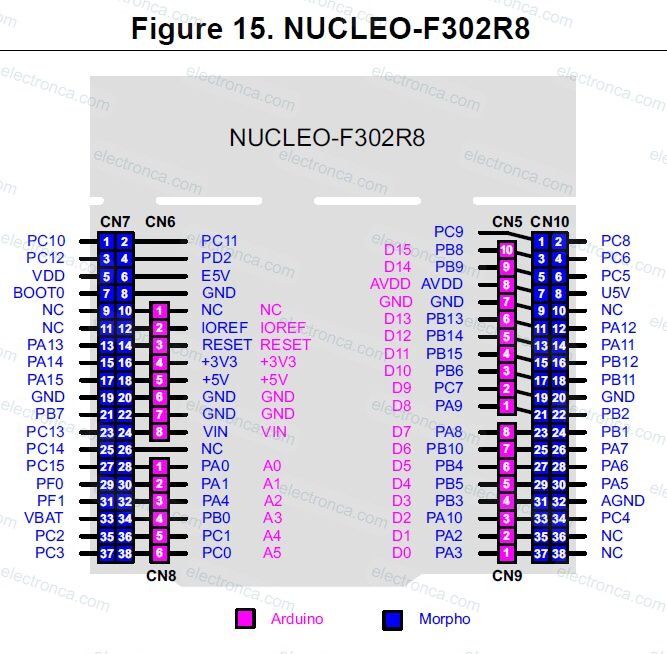 Figure 15. NUCLEO-F302R8
NUCLEO-F302R8
CN7 CN6 CN5 CN10
PC9
PC10 1 2 PC11 D15 PB8 10 1 2 PC8
PC12 3 4 PD2 D14 PB9 9 3 4 PC6
VDD 5 6 E5V AVDD AVDD 8 5 6 PC5
BOOT0 7 8 GND GND GND 7 7 8 U5V
NC 9 10 1 NC NC D13 PB13 6 9 10 NC
NC 11 12 2 IOREF IOREF D12 PB14 5 11 12 PA12
PA13 13 14 3 RESET RESET D11 PB15 4 13 14 PA11
PA14 15 16 4 +3V3 +3V3 D10 PB6 3 15 16 PB12
PA15 17 18 5 +5V +5V D9 PC7 2 17 18 PB11
GND 19 20 6 GND GND D8 PA9 1 19 20 GND
PB7 21 22 7 GND GND 21 22 PB2
PC13 23 24 8 VIN VIN D7 PA8 8 23 24 PB1
PC14 25 26 NC D6 PB10 7 25 26 PA7
PC15 27 28 1 PA0 A0 D5 PB4 6 27 28 PA6
PF0 29 30 2 PA1 A1 D4 PB5 5 29 30 PA5
PF1 31 32 3 PA4 A2 D3 PB3 4 31 32 AGND
VBAT 33 34 4 PB0 A3 D2 PA10 3 33 34 PC4
PC2 35 36 5 PC1 A4 D1 PA2 2 35 36 NC
PC3 37 38 6 PC0 A5 D0 PA3 1 37 38 NC
CN8 CN9
Arduino Morpho
electronca.com